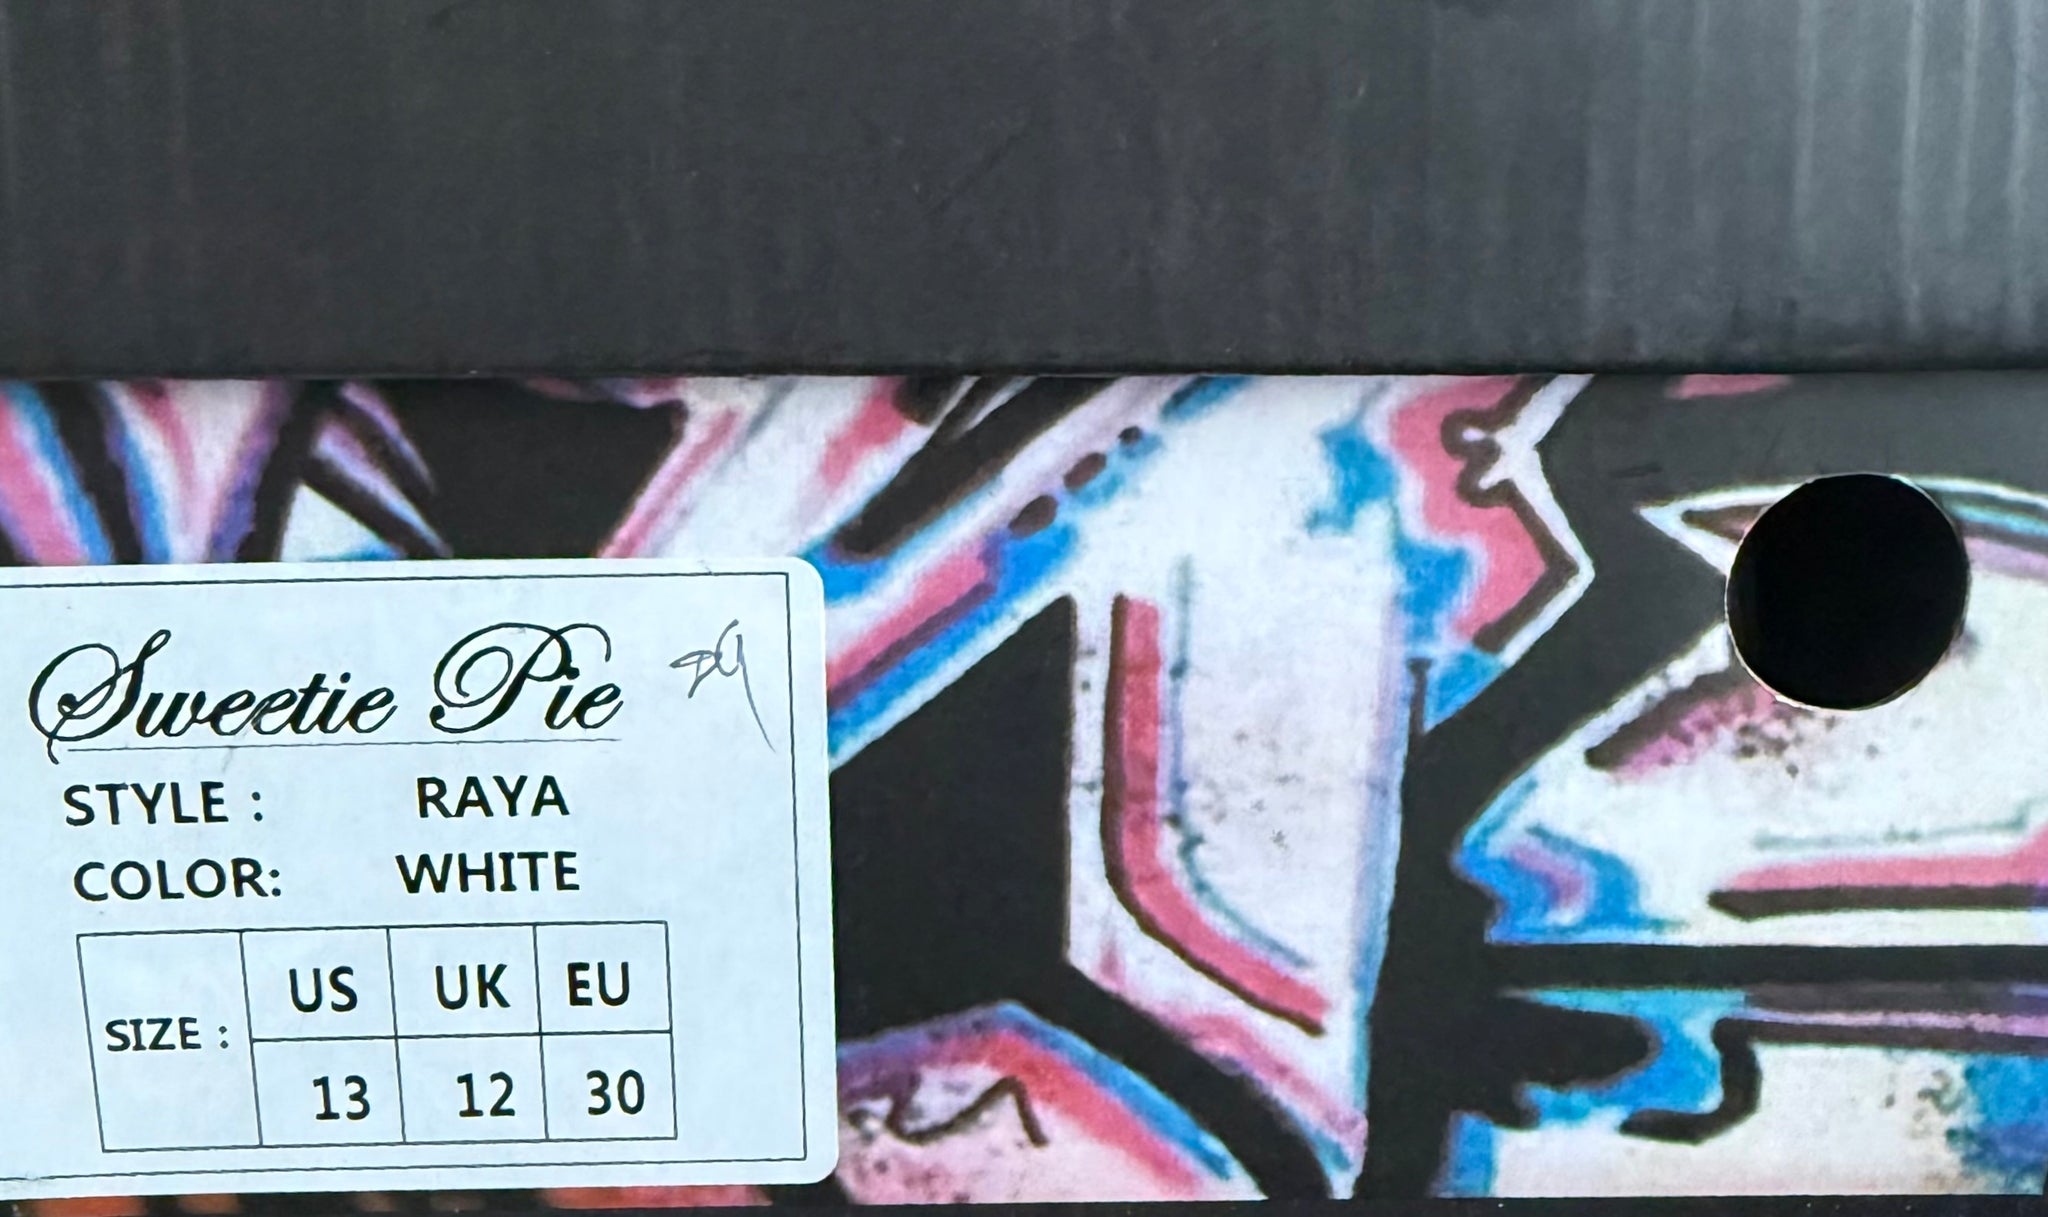 Sweetie Pie
STYLE : RAYA
COLOR: WHITE
SIZE : US UK EU
13 12 30